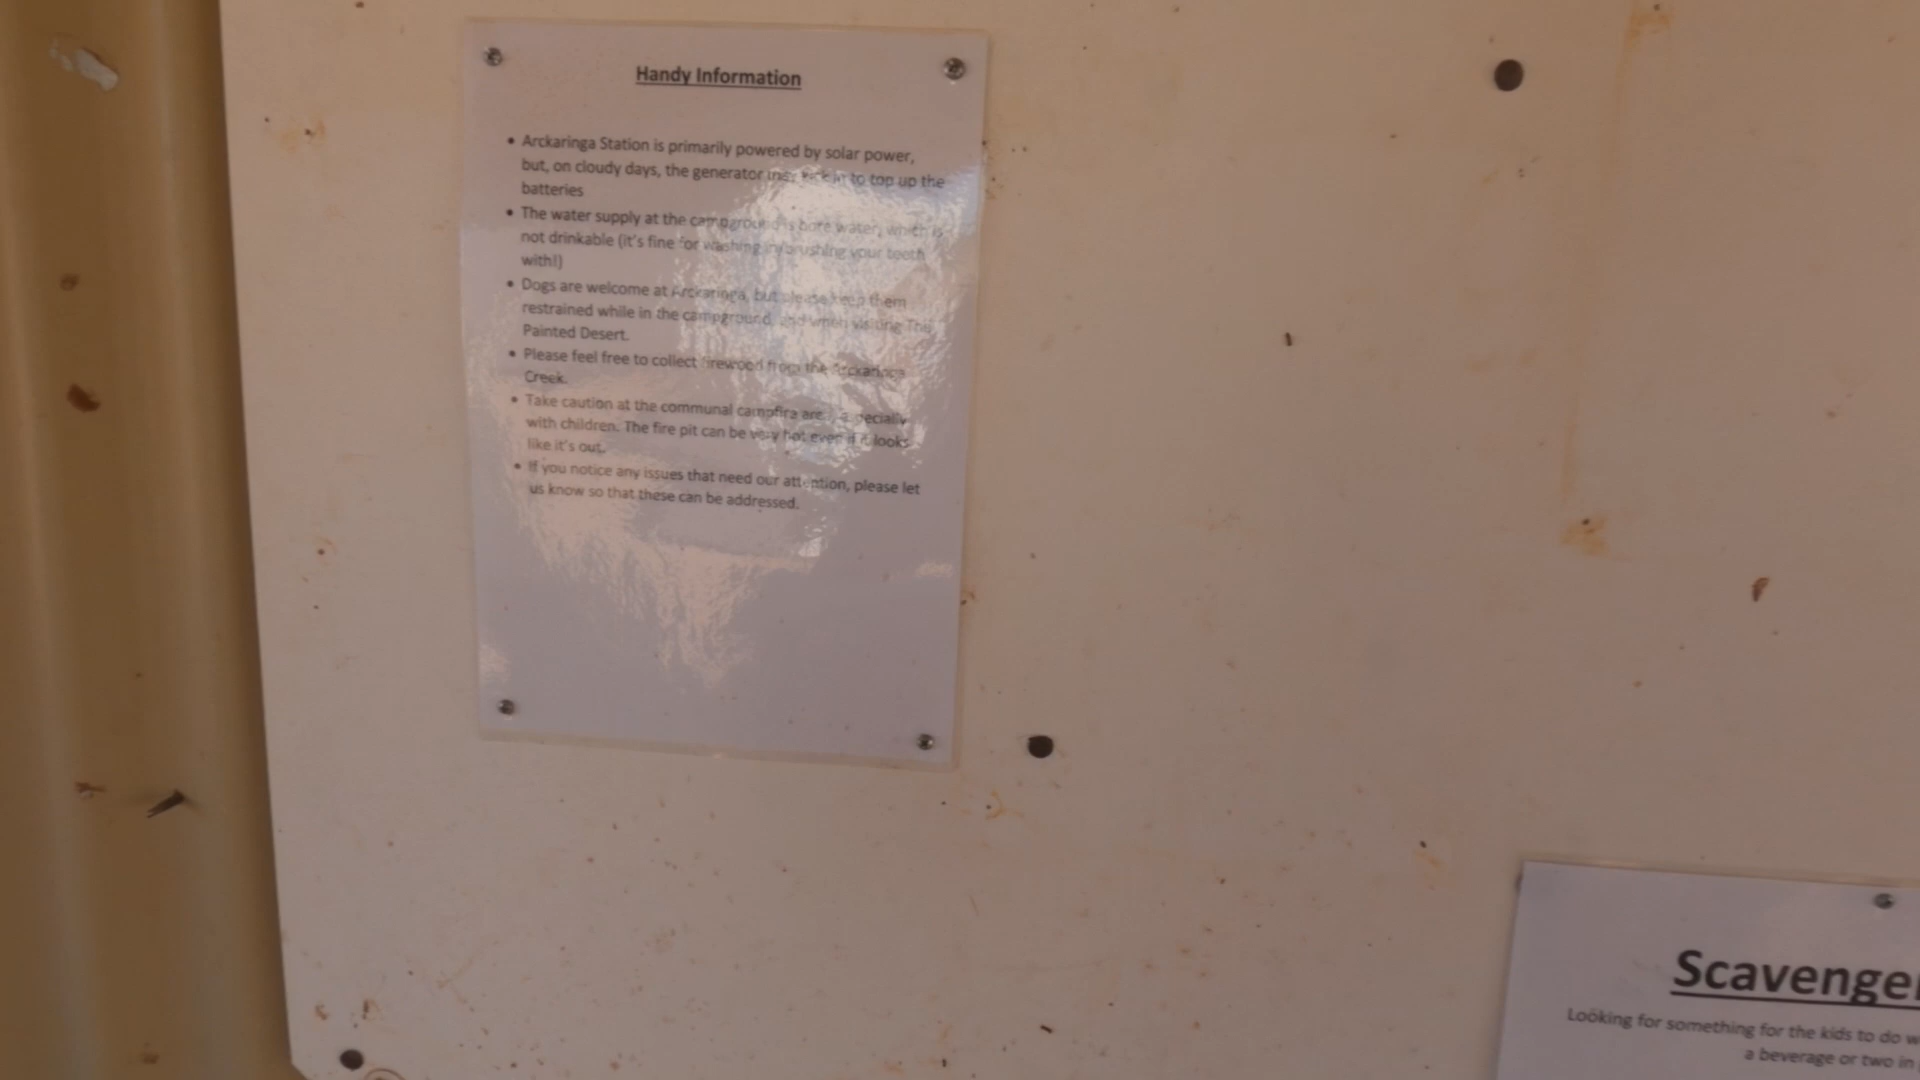 Handy Information
• Arckaringa Station is primarily powered by solar power,
but, on cloudy days, the generator may kick in to top up the
batteries
• The water supply at the campground is bore water, which is
not drinkable (it's fine for washing in/brushing your teeth
with!)
• Dogs are welcome at Arckaringa, but please keep them
restrained while in the campground, and when visiting The
Painted Desert.
• Please feel free to collect firewood from the Arckaringa
Creek.
• Take caution at the communal campfire
with children. The fire pit can be very hot even if it looks
like it's out.
• If you notice any issues that need our attention, please let
us know so that these can be addressed.
Scavenge
Looking for something for the kids to do
a beverage or two in